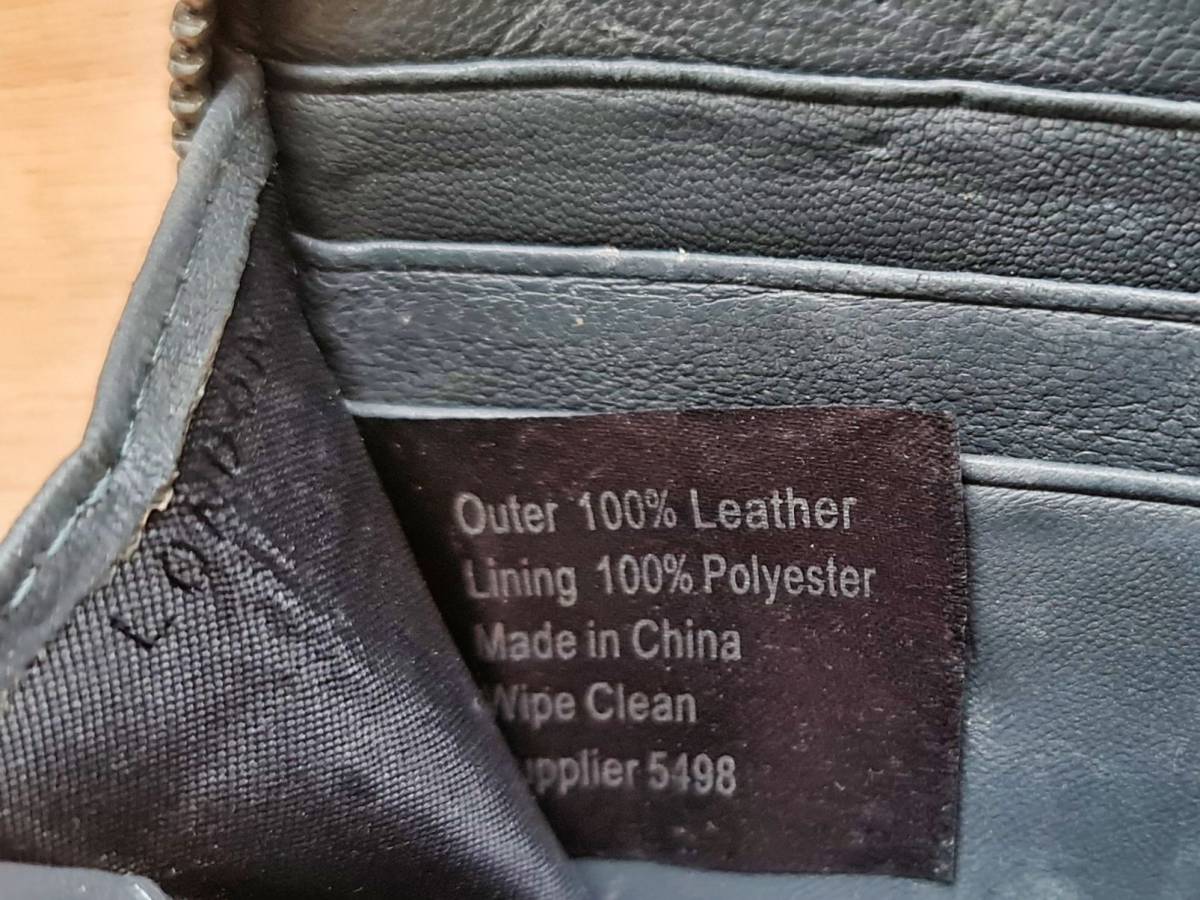 Outer 100% Leather
Lining 100% Polyester
Made in China
Wipe Clean
upplier 5498